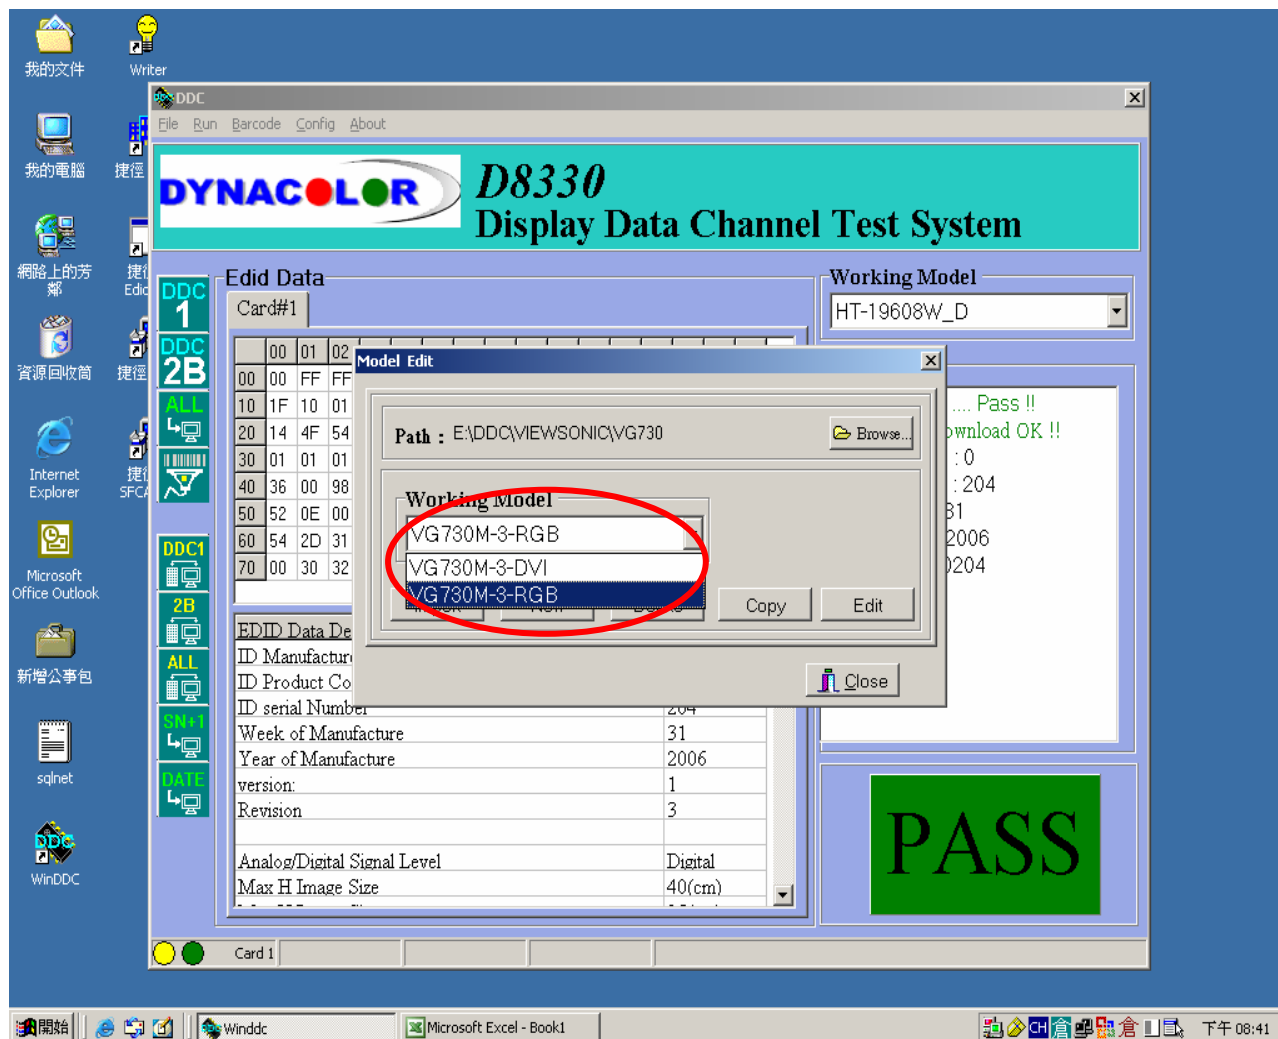 我的文件
Writer
我的電腦
捷徑
網路上的芳
鄰
資源回收筒
捷徑
Internet
Explorer
Microsoft
Office Outlook
新增公事包
sqlnet
WinDDC
DDC
File Run Barcode Config About
DYNACOLOR
D8330
Display Data Channel Test System
DDC
1
DDC
2B
ALL
DDC1
2B
ALL
SN+1
DATE
Edid Data
Card#1
00 01 02
00 00 FF FF
10 1F 10 01
20 14 4F 54
30 01 01 01
40 36 00 98
50 52 0E 00
60 54 2D 31
70 00 30 32
EDID Data De
ID Manufactur
ID Product Co
ID serial Number 204
Week of Manufacture 31
Year of Manufacture 2006
version: 1
Revision 3
Analog/Digital Signal Level Digital
Max H Image Size 40(cm)
Working Model
HT-19608W_D
.... Pass !!
ownload OK !!
: 0
: 204
31
2006
0204
PASS
Model Edit
Path : E:\DDC\VIEWSONIC\VG730
Browse...
Working Model
VG730M-3-RGB
VG730M-3-DVI
VG730M-3-RGB
Copy
Edit
Close
Card 1
開始
Winddc
Microsoft Excel - Book1
CH
倉
倉
下午 08:41